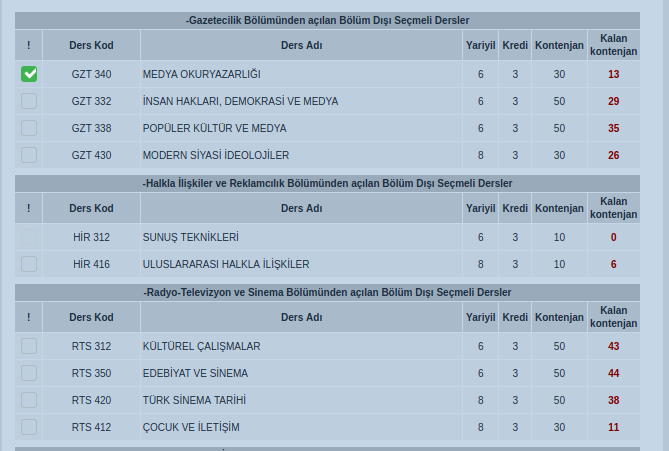 -Gazetecilik Bölümünden açılan Bölüm Dışı Seçmeli Dersler
! Ders Kod Ders Adı Yarıyıl Kredi Kontenjan Kalan kontenjan
GZT 340 MEDYA OKURYAZARLIĞI 6 3 30 13
GZT 332 İNSAN HAKLARI, DEMOKRASİ VE MEDYA 6 3 50 29
GZT 338 POPÜLER KÜLTÜR VE MEDYA 6 3 50 35
GZT 430 MODERN SİYASİ İDEOLOJİLER 8 3 30 26
-Halkla İlişkiler ve Reklamcılık Bölümünden açılan Bölüm Dışı Seçmeli Dersler
! Ders Kod Ders Adı Yarıyıl Kredi Kontenjan Kalan kontenjan
HİR 312 SUNUŞ TEKNİKLERİ 6 3 10 0
HİR 416 ULUSLARARASI HALKLA İLİŞKİLER 8 3 10 6
-Radyo-Televizyon ve Sinema Bölümünden açılan Bölüm Dışı Seçmeli Dersler
! Ders Kod Ders Adı Yarıyıl Kredi Kontenjan Kalan kontenjan
RTS 312 KÜLTÜREL ÇALIŞMALAR 6 3 50 43
RTS 350 EDEBİYAT VE SİNEMA 6 3 50 44
RTS 420 TÜRK SİNEMA TARİHİ 8 3 50 38
RTS 412 ÇOCUK VE İLETİŞİM 8 3 30 11